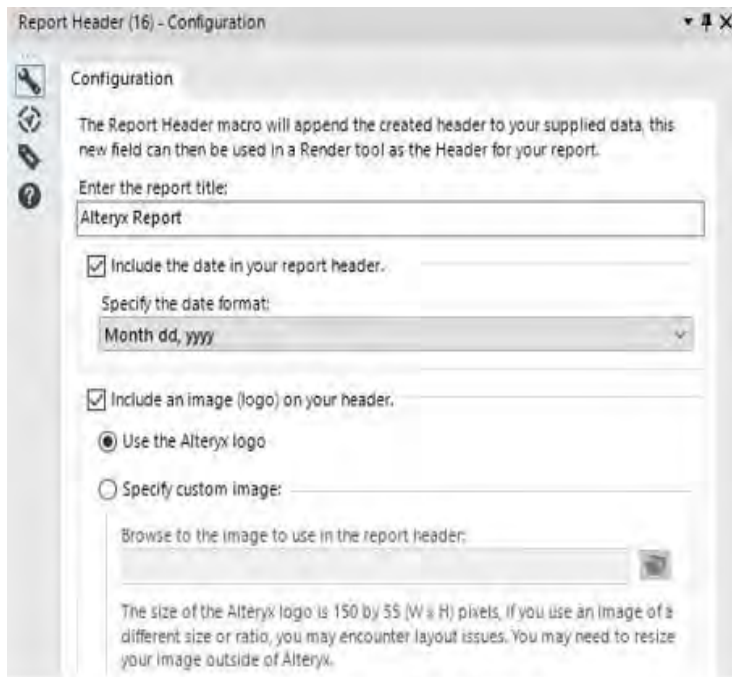 Report Header (16) - Configuration
Configuration
The Report Header macro will append the created header to your supplied data, this
new field can then be used in a Render tool as the Header for your report.
Enter the report title:
Alteryx Report
Include the date in your report header.
Specify the date format:
Month dd, yyyy
Include an image (logo) on your header.
Use the Alteryx logo
Specify custom image:
Browse to the image to use in the report header:
The size of the Alteryx logo is 150 by 55 (W x H) pixels, if you use an image of a
different size or ratio, you may encounter layout issues. You may need to resize
your image outside of Alteryx.